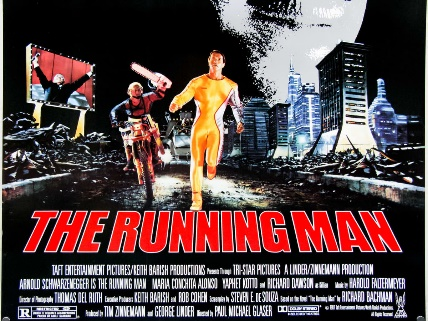 THE RUNNING MAN
TAFT ENTERTAINMENT PICTURES/KEITH BARISH PRODUCTIONS Presents Through TRI-STAR PICTURES A LINDER/ZINNEMANN PRODUCTION
ARNOLD SCHWARZENEGGER IS THE RUNNING MAN MARIA CONCHITA ALONSO YAPHET KOTTO and RICHARD DAWSON as Killian Music by HAROLD FALTERMEYER
Director of Photography THOMAS DEL RUTH Executive Producers KEITH BARISH and ROB COHEN Screenplay by STEVEN E. DE SOUZA Based on the Novel "The Running Man" by RICHARD BACHMAN
Produced by TIM ZINNEMANN and GEORGE LINDER Directed by PAUL MICHAEL GLASER
R RESTRICTED
DOLBY STEREO